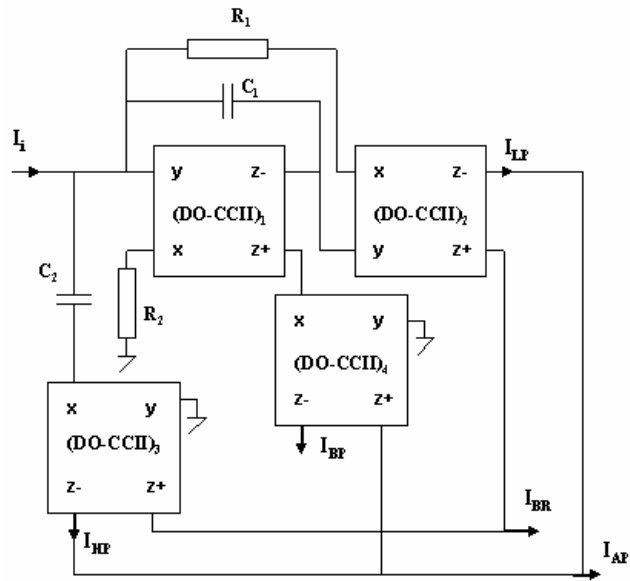 R1
C1
Ii
ILP
y z-
(DO-CCII)1
x z+
x z-
(DO-CCII)2
y z+
C2
R2
x y
(DO-CCII)4
z- z+
x y
(DO-CCII)3
z- z+
IBP
IBR
IHP
IAP